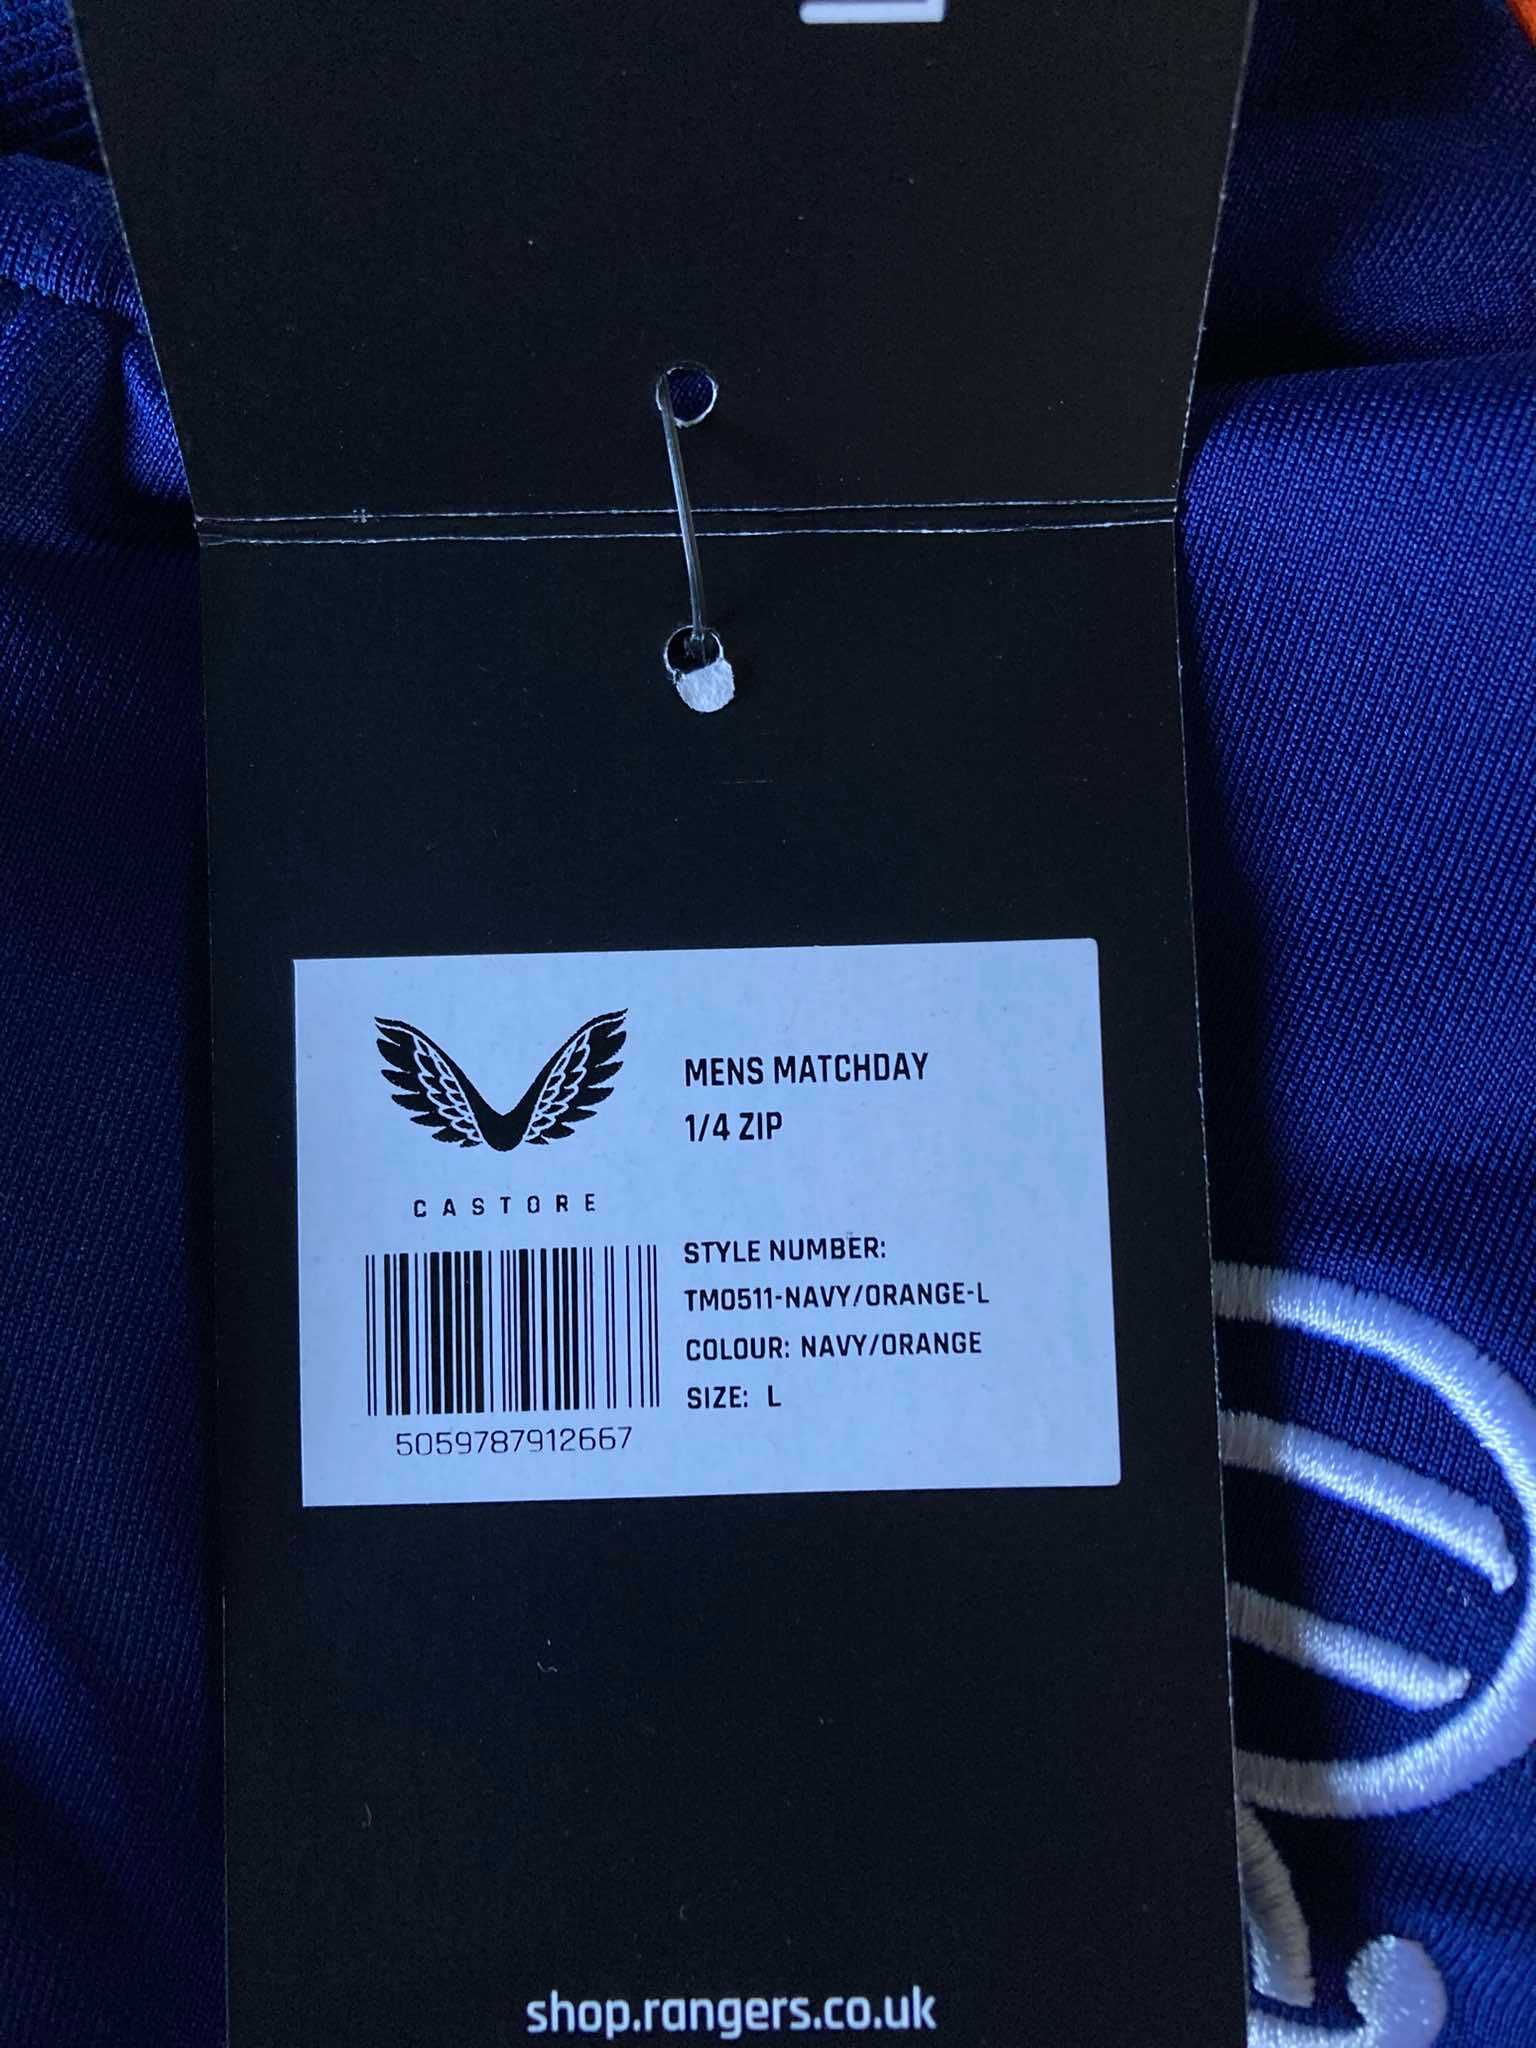 CASTORE
5059787912667
MENS MATCHDAY
1/4 ZIP
STYLE NUMBER:
TM0511-NAVY/ORANGE-L
COLOUR: NAVY/ORANGE
SIZE: L
shop.rangers.co.uk